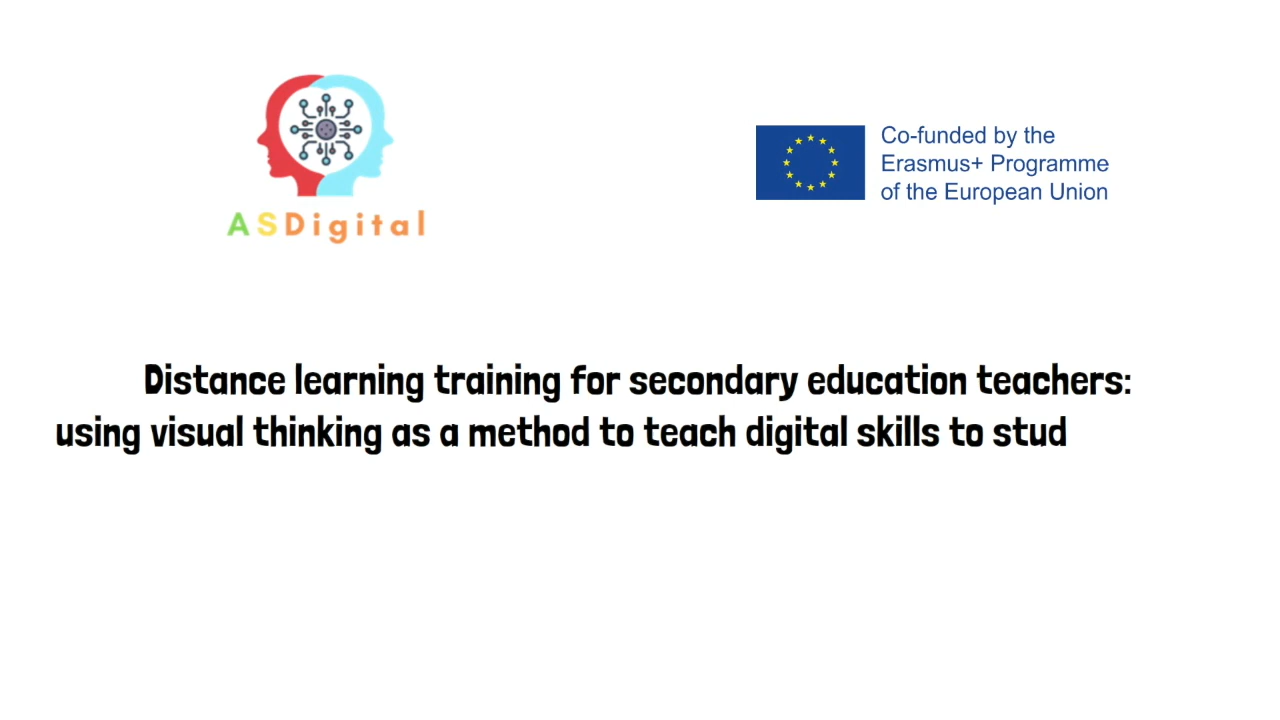 ASDigital
Co-funded by the
Erasmus+ Programme
of the European Union
Distance learning training for secondary education teachers:
using visual thinking as a method to teach digital skills to stud